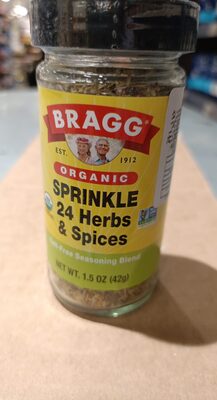 BRAGG
EST. 1912
ORGANIC
SPRINKLE
24 Herbs
& Spices
Salt-Free Seasoning Blend
NET WT. 1.5 OZ (42g)